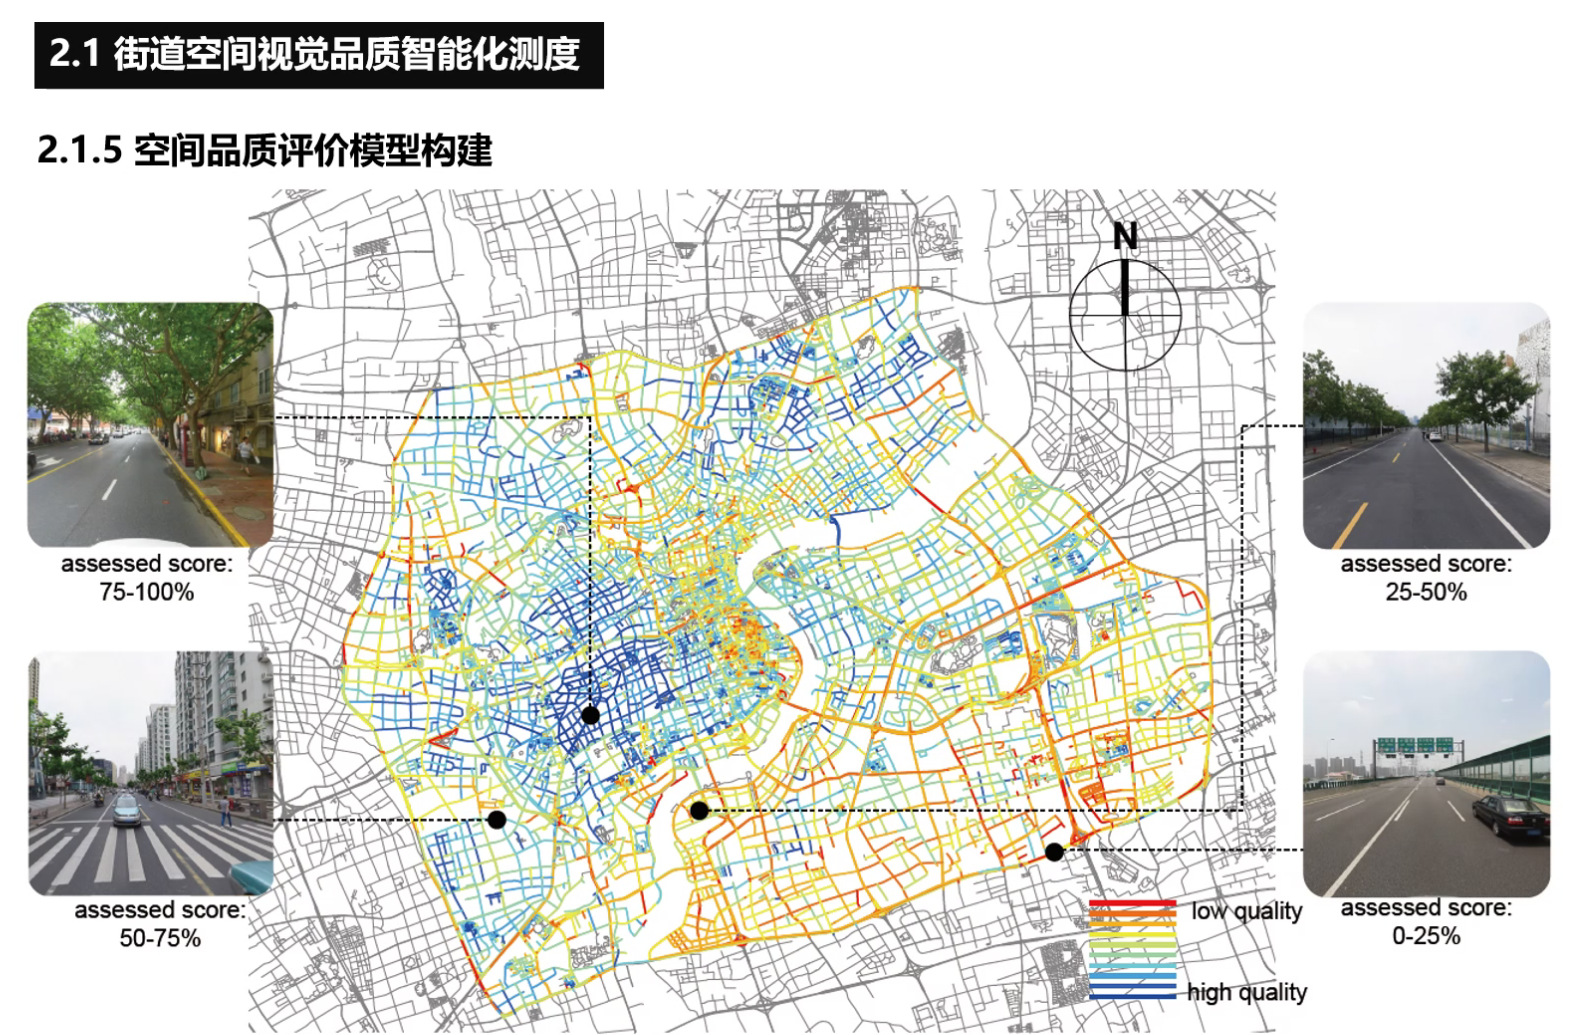 2.1 街道空间视觉品质智能化测度
2.1.5 空间品质评价模型构建
N
assessed score:
75-100%
assessed score:
25-50%
assessed score:
50-75%
assessed score:
0-25%
low quality
high quality